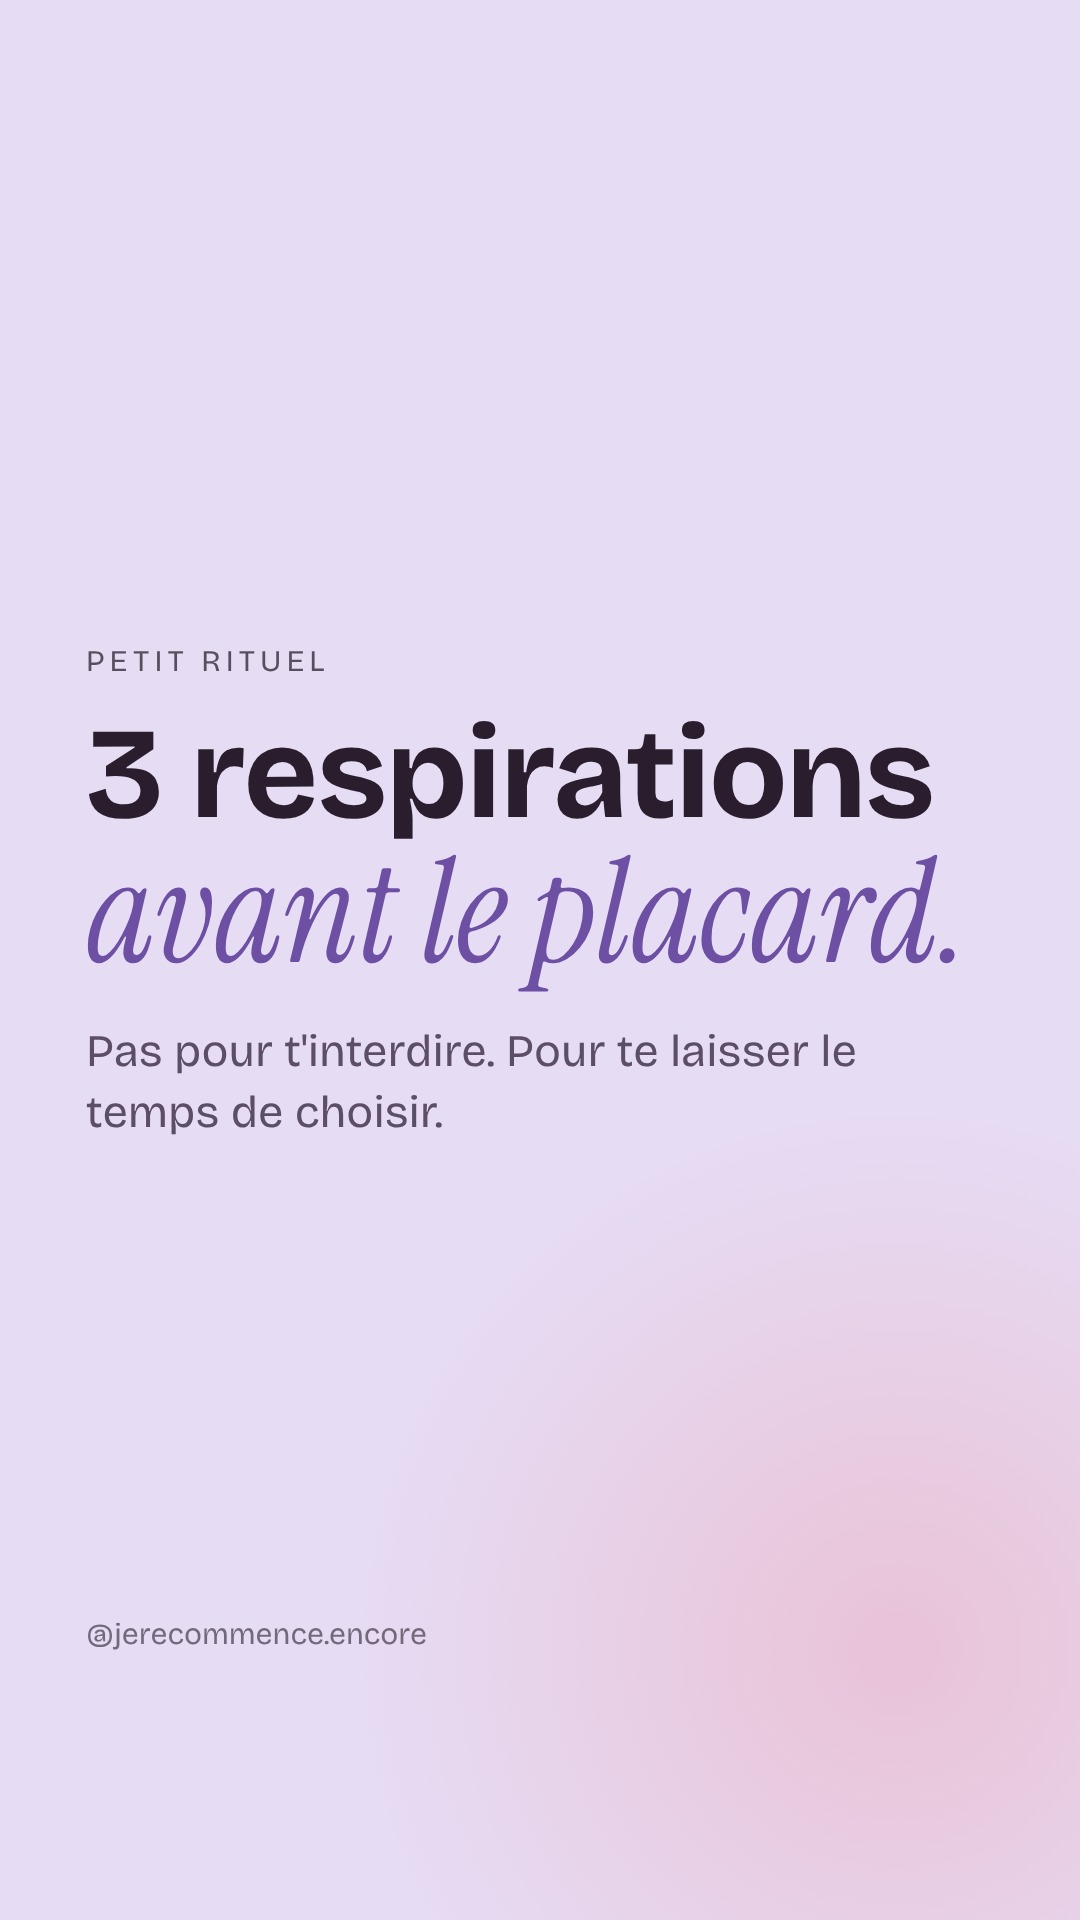 PETIT RITUEL
3 respirations
avant le placard.
Pas pour t'interdire. Pour te laisser le
temps de choisir.
@jerecommence.encore